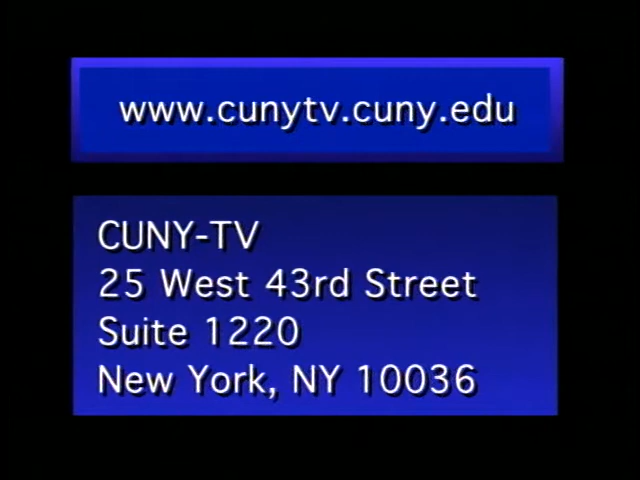 www.cunytv.cuny.edu
CUNY-TV
25 West 43rd Street
Suite 1220
New York, NY 10036